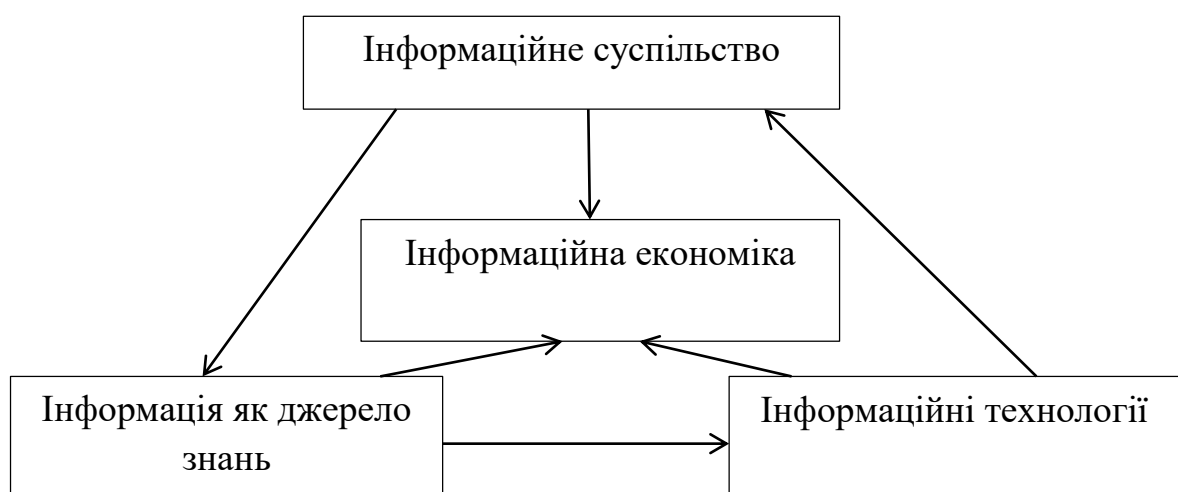 Інформаційне суспільство
Інформаційна економіка
Інформація як джерело
знань
Інформаційні технології